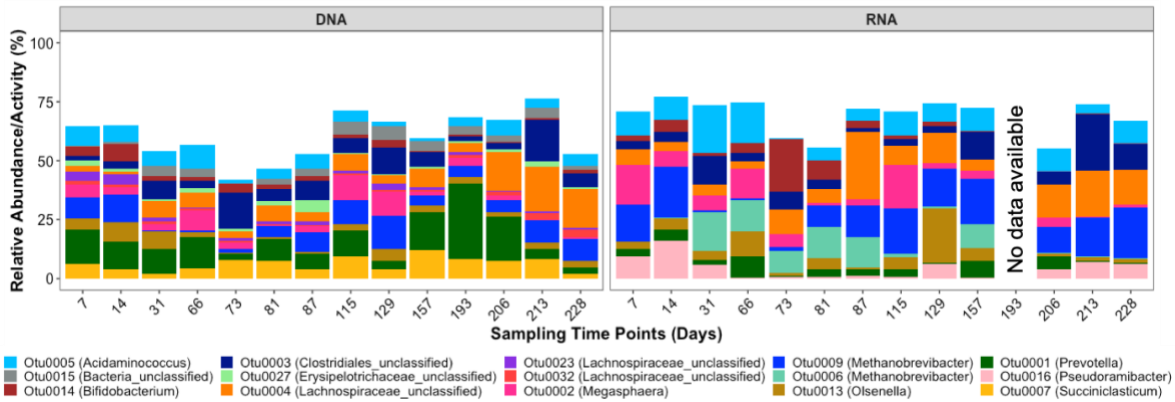 DNA
RNA
Relative Abundance/Activity (%)
100
75
50
25
0
No data available
7 14 31 66 73 81 87 115 129 157 193 206 213 228
7 14 31 66 73 81 87 115 129 157 193 206 213 228
Sampling Time Points (Days)
Otu0005 (Acidaminococcus) Otu0003 (Clostridiales_unclassified) Otu0023 (Lachnospiraceae_unclassified) Otu0009 (Methanobrevibacter) Otu0001 (Prevotella)
Otu0015 (Bacteria_unclassified) Otu0027 (Erysipelotrichaceae_unclassified) Otu0032 (Lachnospiraceae_unclassified) Otu0006 (Methanobrevibacter) Otu0016 (Pseudoramibacter)
Otu0014 (Bifidobacterium) Otu0004 (Lachnospiraceae_unclassified) Otu0002 (Megasphaera) Otu0013 (Olsenella) Otu0007 (Succiniclasticum)